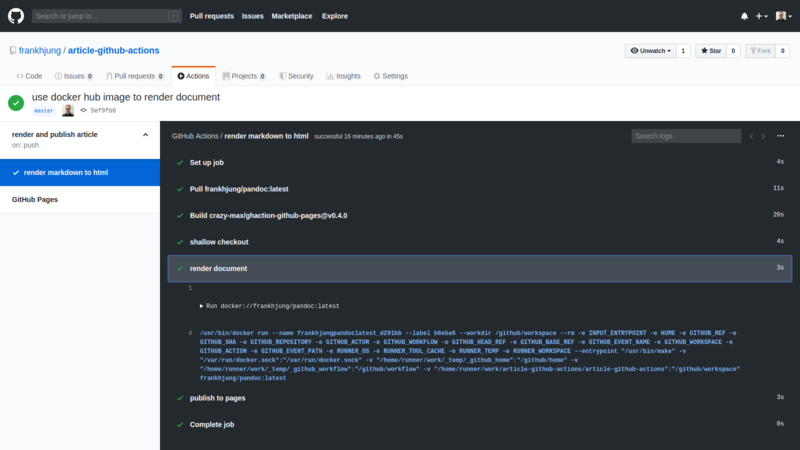 Search or jump to... /
Pull requests Issues Marketplace Explore
frankhjung / article-github-actions
Unwatch 1 Star 0 Fork 0
Code Issues 0 Pull requests 0 Actions Projects 0 Security Insights Settings
use docker hub image to render document
master 5ef9fb6
render and publish article
on: push
render markdown to html
GitHub Pages
GitHub Actions / render markdown to html successful 16 minutes ago in 45s
Search logs
Set up job 4s
Pull frankhjung/pandoc:latest 11s
Build crazy-max/ghaction-github-pages@v0.4.0 20s
shallow checkout 4s
render document 3s
1
Run docker://frankhjung/pandoc:latest
4 /usr/bin/docker run --name frankhjungpandoclatest_d291bb --label b6eba6 --workdir /github/workspace --rm -e INPUT_ENTRYPOINT -e HOME -e GITHUB_REF -e
GITHUB_SHA -e GITHUB_REPOSITORY -e GITHUB_ACTOR -e GITHUB_WORKFLOW -e GITHUB_HEAD_REF -e GITHUB_BASE_REF -e GITHUB_EVENT_NAME -e GITHUB_WORKSPACE -e
GITHUB_ACTION -e GITHUB_EVENT_PATH -e RUNNER_OS -e RUNNER_TOOL_CACHE -e RUNNER_TEMP -e RUNNER_WORKSPACE --entrypoint "/usr/bin/make" -v
"/var/run/docker.sock":"/var/run/docker.sock" -v "/home/runner/work/_temp/_github_home":"/github/home" -v
"/home/runner/work/_temp/_github_workflow":"/github/workflow" -v "/home/runner/work/article-github-actions/article-github-actions":"/github/workspace"
frankhjung/pandoc:latest
publish to pages 3s
Complete job 0s